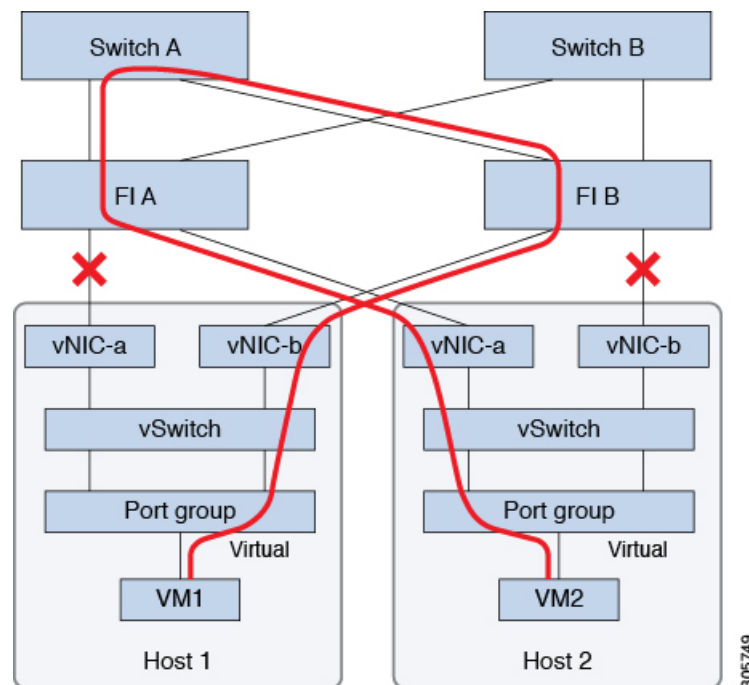 Switch A
Switch B
FI A
FI B
vNIC-a
vNIC-b
vNIC-a
vNIC-b
vSwitch
vSwitch
Port group
Port group
Virtual
Virtual
VM1
VM2
Host 1
Host 2
305749